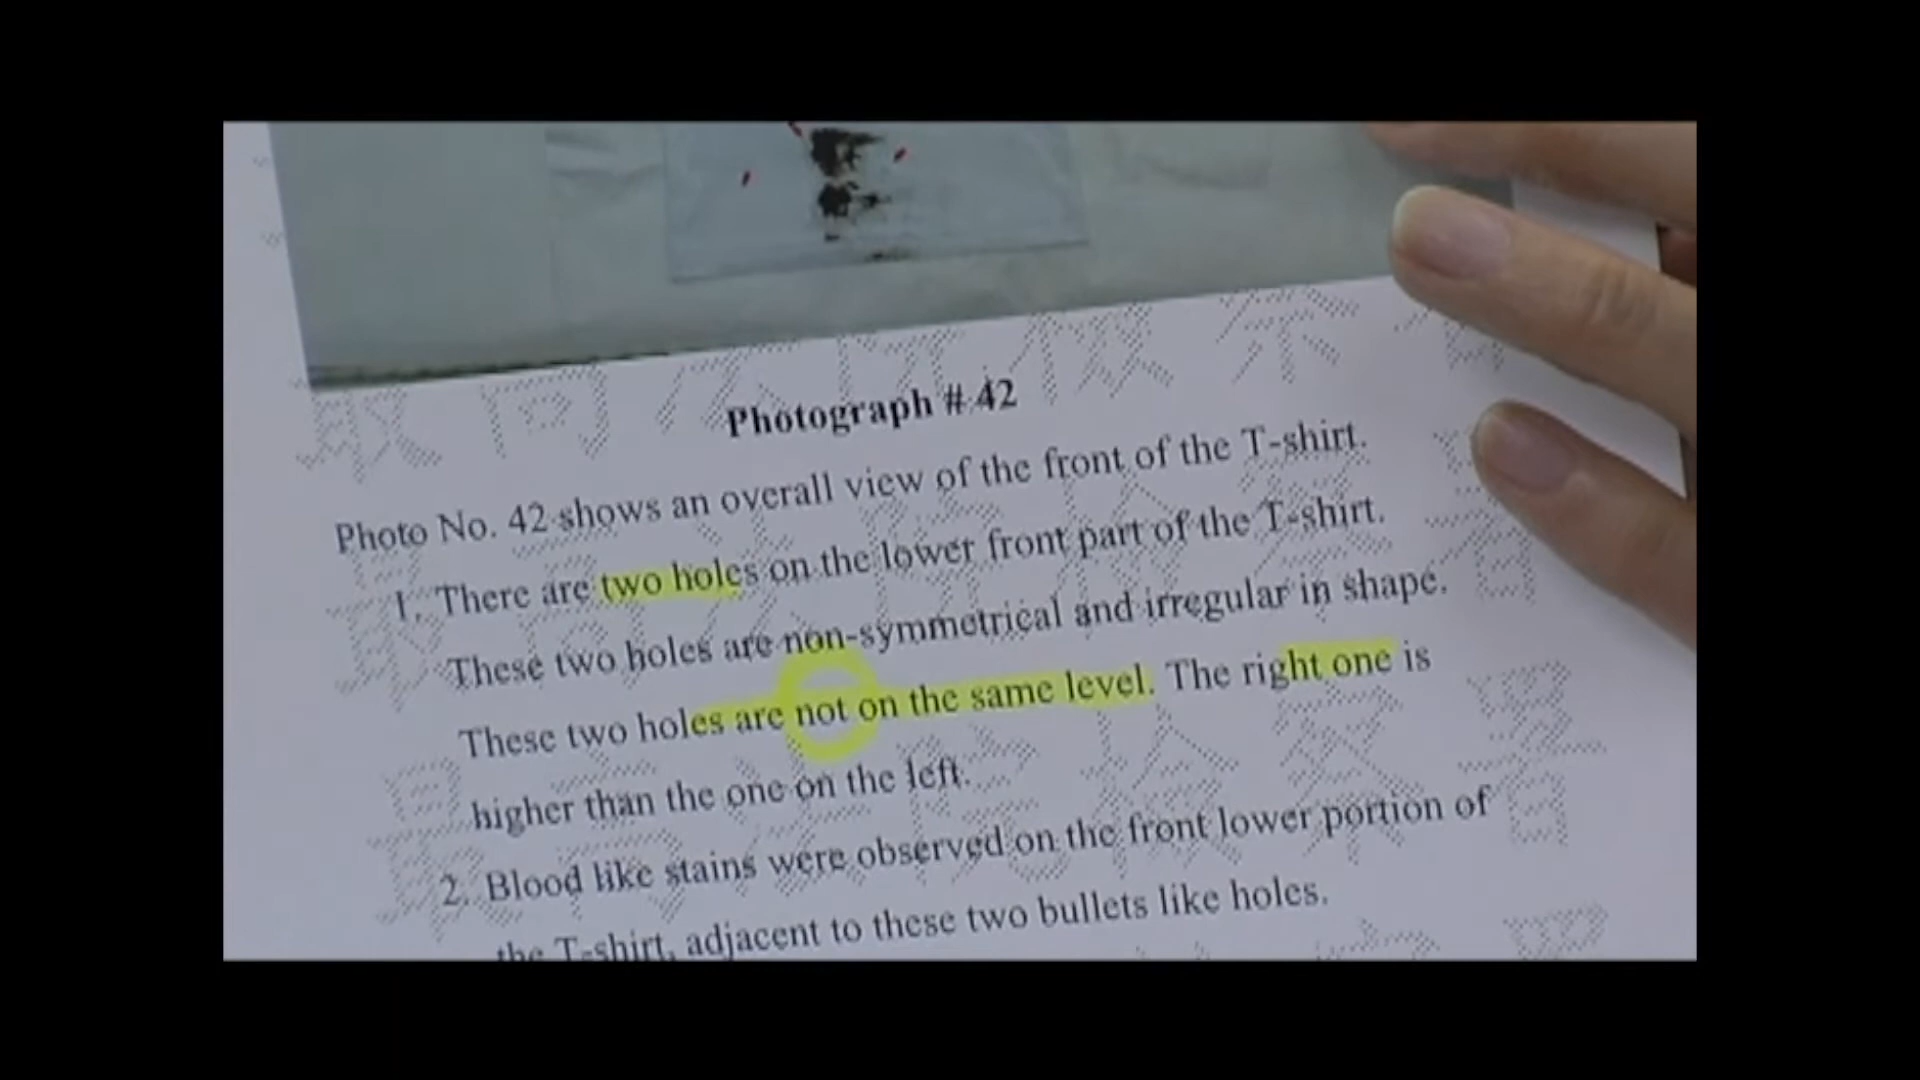 Photograph # 42
Photo No. 42 shows an overall view of the front of the T-shirt.
1. There are two holes on the lower front part of the T-shirt.
These two holes are non-symmetrical and irregular in shape.
These two holes are not on the same level. The right one is
higher than the one on the left.
2. Blood like stains were observed on the front lower portion of
the T-shirt, adjacent to these two bullets like holes.